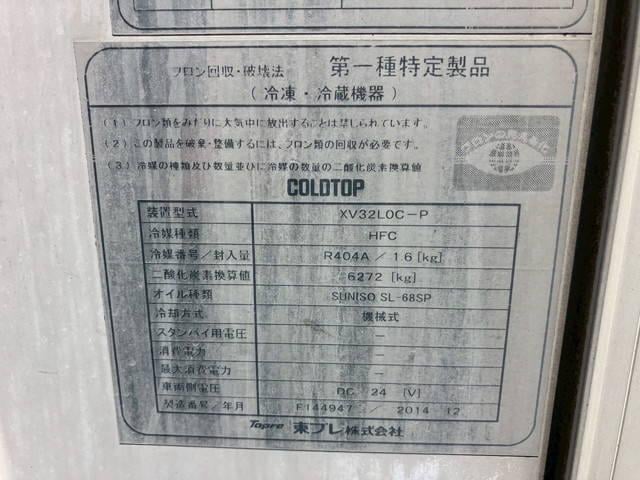 フロン回収・破壊法 第一種特定製品
(冷凍・冷蔵機器)
(1) フロン類をみだりに大気中に放出することは禁じられています。
(2) この製品を破棄・整備するには、フロン類の回収が必要です。
(3) 冷媒の種類及び数量並びに冷媒の数量の二酸化炭素換算値
COLDTOP
装置型式 XV32L0C-P
冷媒種類 HFC
冷媒番号/封入量 R404A / 1.6 [kg]
二酸化炭素換算値 6272 [kg]
オイル種類 SUNISO SL-68SP
冷却方式 機械式
スタンバイ用電圧 —
消費電力 —
最大消費電力 —
車両側電圧 DC 24 [V]
製造番号/年月 F144947 / 2014 12
Topre 東プレ株式会社